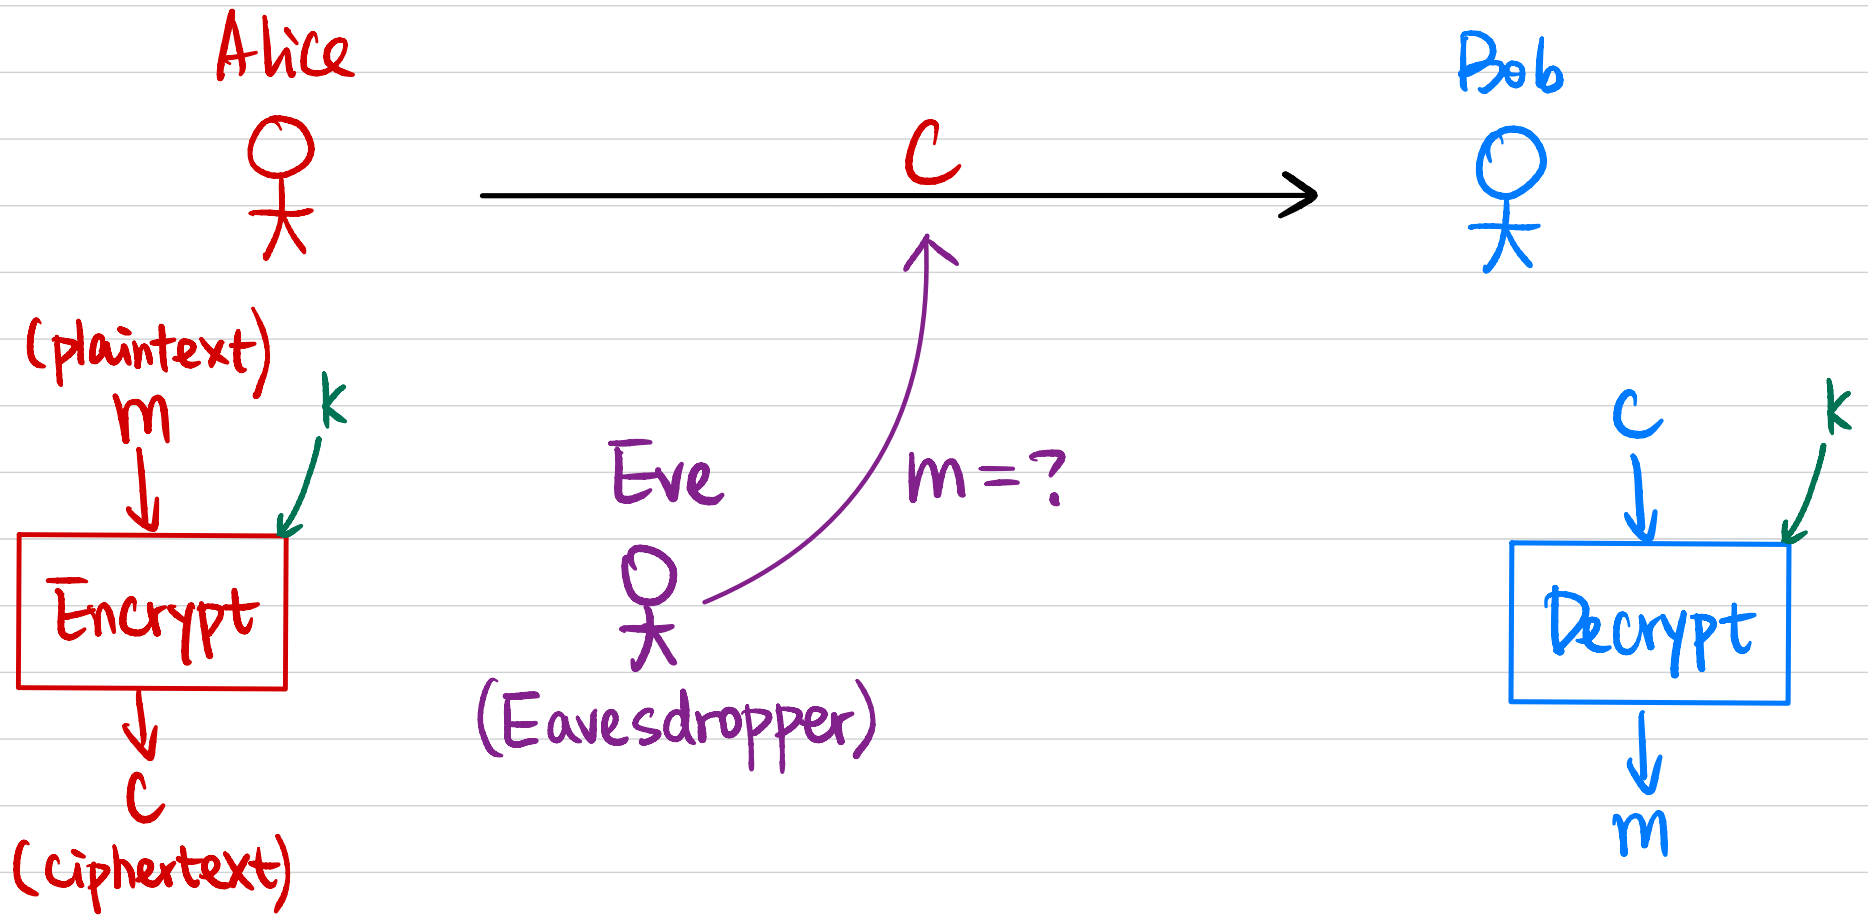 Alice
Bob
C
(plaintext)
m
k
Encrypt
C
(ciphertext)
Eve
m=?
(Eavesdropper)
C
k
Decrypt
m